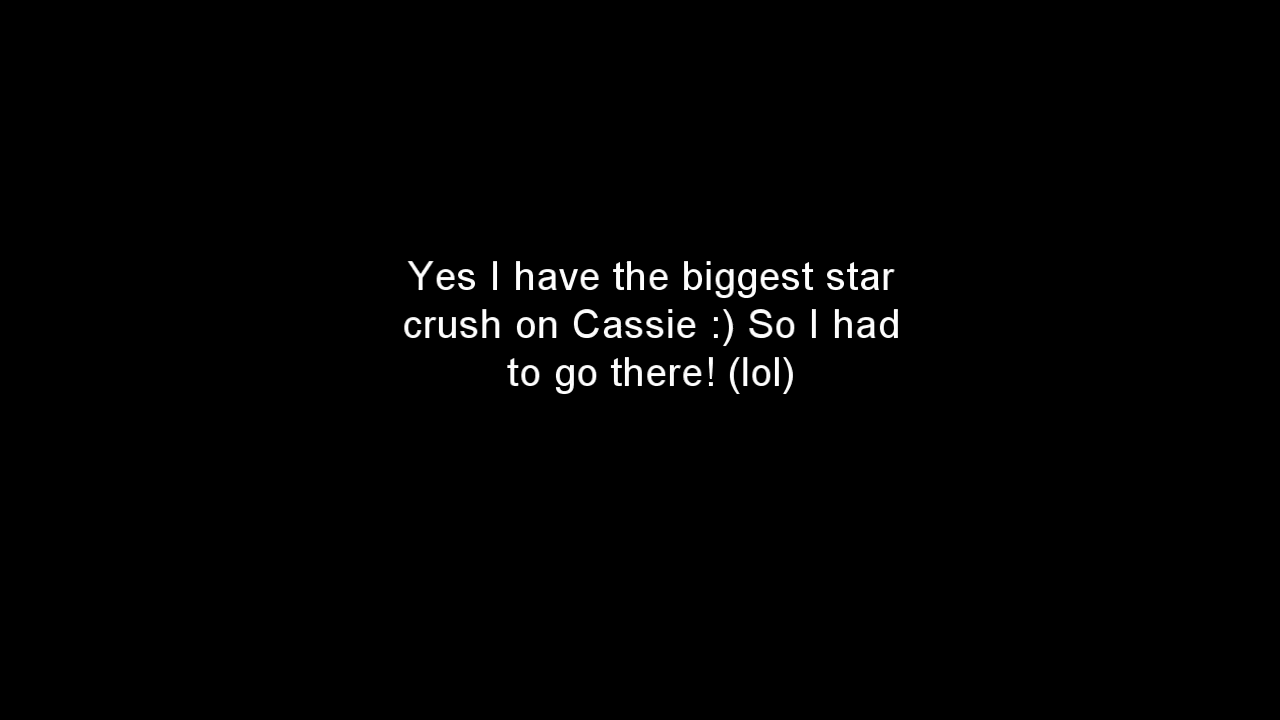 Yes I have the biggest star
crush on Cassie :) So I had
to go there! (lol)